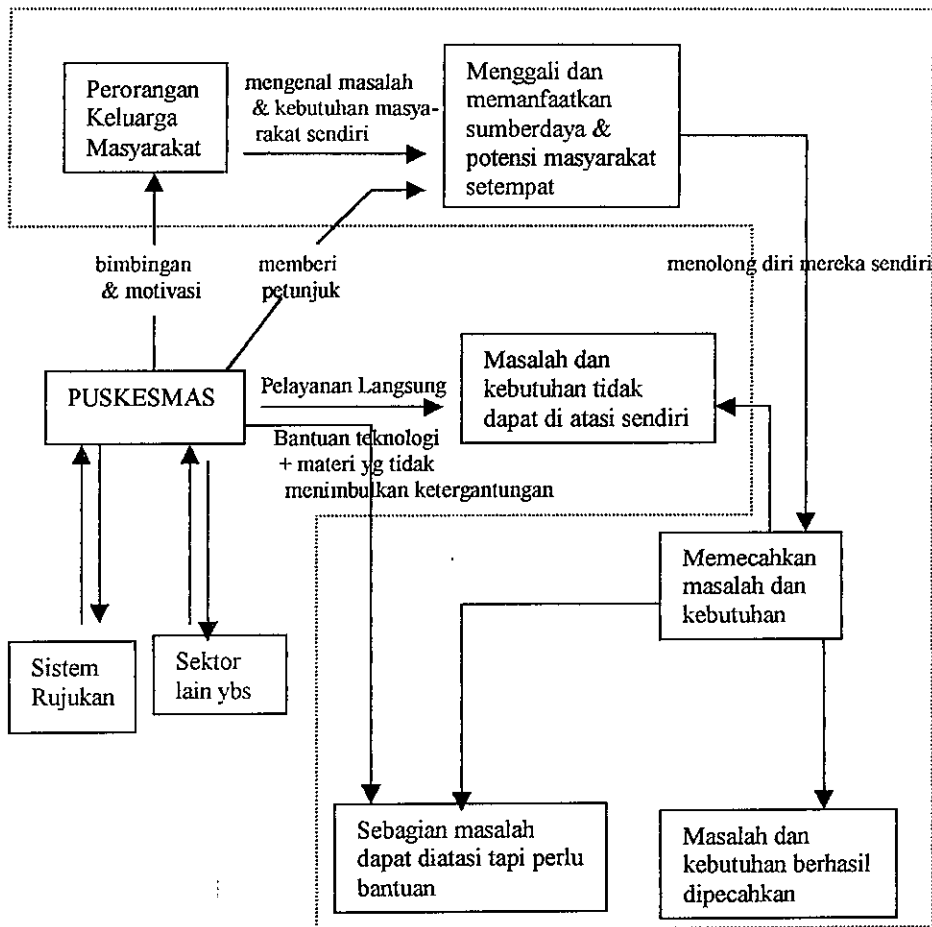 Perorangan
Keluarga
Masyarakat
mengenal masalah
& kebutuhan masya-
rakat sendiri
Menggali dan
memanfaatkan
sumberdaya &
potensi masyarakat
setempat
bimbingan
& motivasi
memberi
petunjuk
menolong diri mereka sendiri
PUSKESMAS
Pelayanan Langsung
Masalah dan
kebutuhan tidak
dapat di atasi sendiri
Bantuan teknologi
+ materi yg tidak
menimbulkan ketergantungan
Memecahkan
masalah dan
kebutuhan
Sistem
Rujukan
Sektor
lain ybs
Sebagian masalah
dapat diatasi tapi perlu
bantuan
Masalah dan
kebutuhan berhasil
dipecahkan